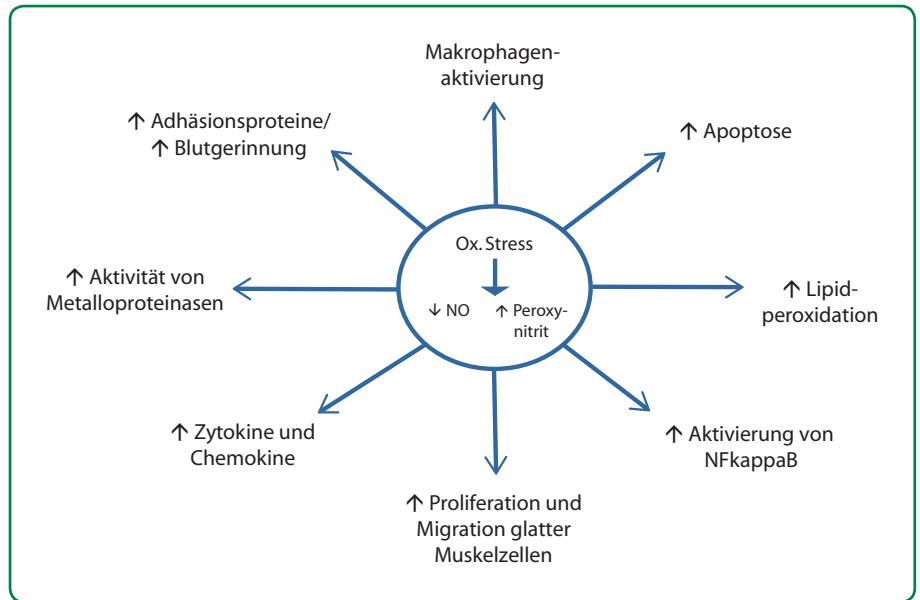 Makrophagen-
aktivierung
↑ Adhäsionsproteine/
↑ Blutgerinnung
↑ Apoptose
Ox. Stress
↓ NO
↑ Peroxy-
nitrit
↑ Aktivität von
Metalloproteinasen
↑ Lipid-
peroxidation
↑ Zytokine und
Chemokine
↑ Aktivierung von
NFkappaB
↑ Proliferation und
Migration glatter
Muskelzellen